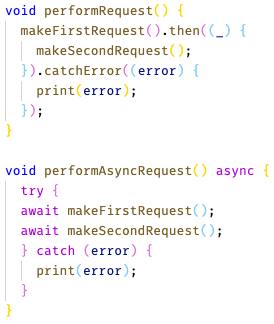 void performRequest() {
  makeFirstRequest().then((_) {
    makeSecondRequest();
  }).catchError((error) {
    print(error);
  });
}

void performAsyncRequest() async {
  try {
  await makeFirstRequest();
  await makeSecondRequest();
  } catch (error) {
    print(error);
  }
}